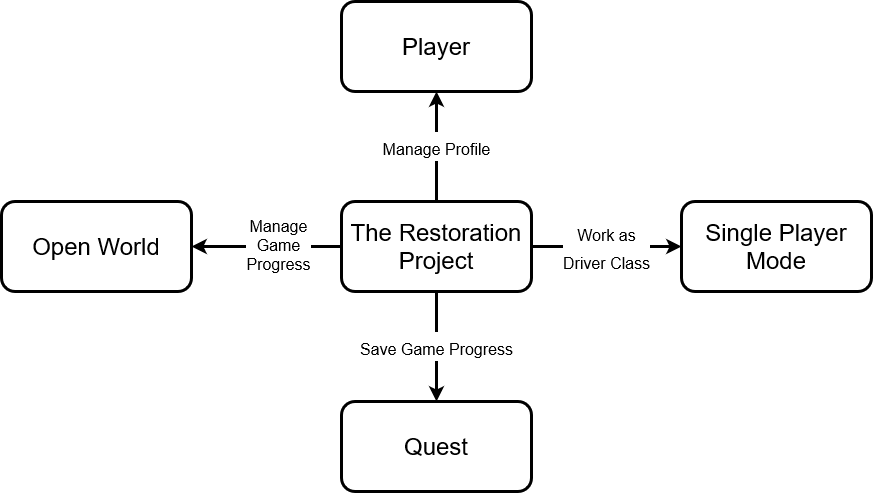 Player
Manage Profile
Open World
Manage
Game
Progress
The Restoration
Project
Work as
Driver Class
Single Player
Mode
Save Game Progress
Quest